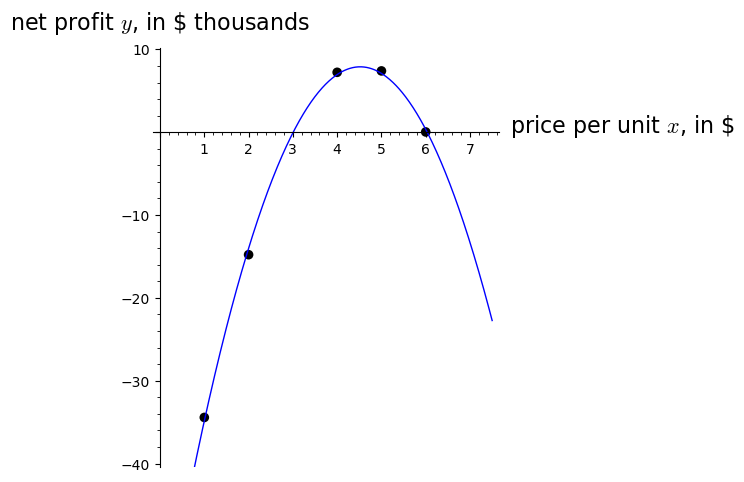 net profit y, in $ thousands
10
price per unit x, in $
1 2 3 4 5 6 7
−10
−20
−30
−40